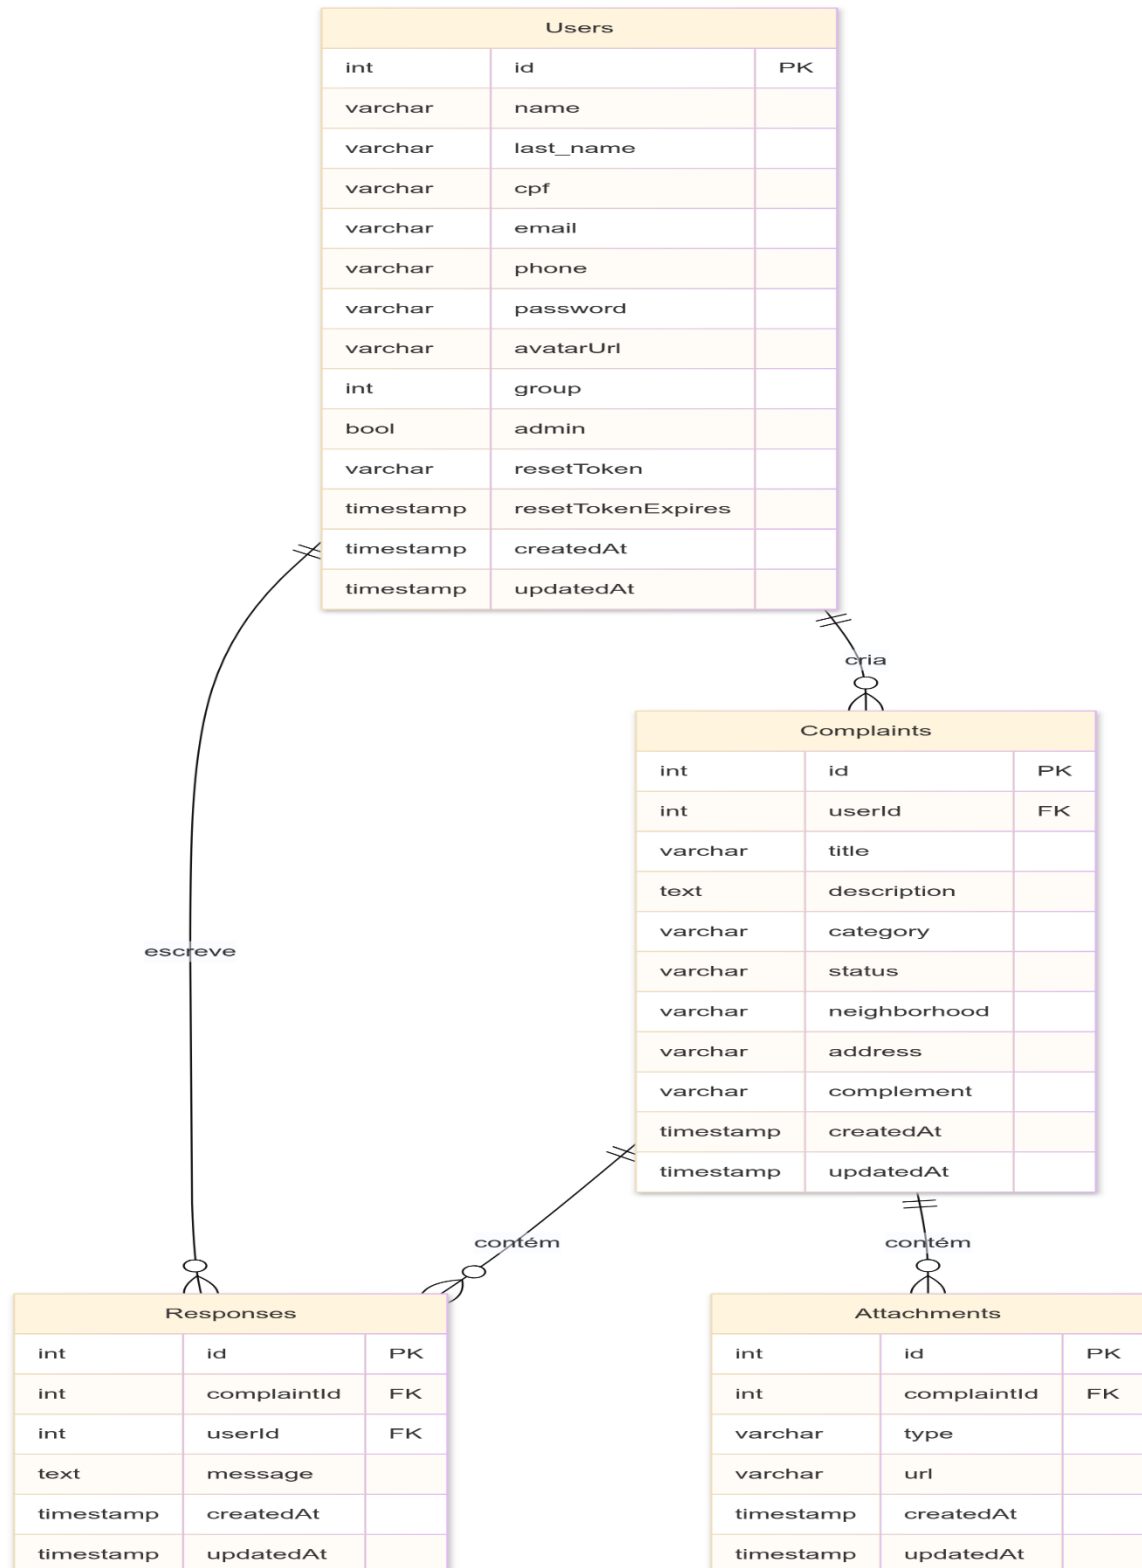 Users
int id PK
varchar name
varchar last_name
varchar cpf
varchar email
varchar phone
varchar password
varchar avatarUrl
int group
bool admin
varchar resetToken
timestamp resetTokenExpires
timestamp createdAt
timestamp updatedAt
cria
Complaints
int id PK
int userId FK
varchar title
text description
varchar category
varchar status
varchar neighborhood
varchar address
varchar complement
timestamp createdAt
timestamp updatedAt
escreve
contém
contém
Responses
int id PK
int complaintId FK
int userId FK
text message
timestamp createdAt
timestamp updatedAt
Attachments
int id PK
int complaintId FK
varchar type
varchar url
timestamp createdAt
timestamp updatedAt